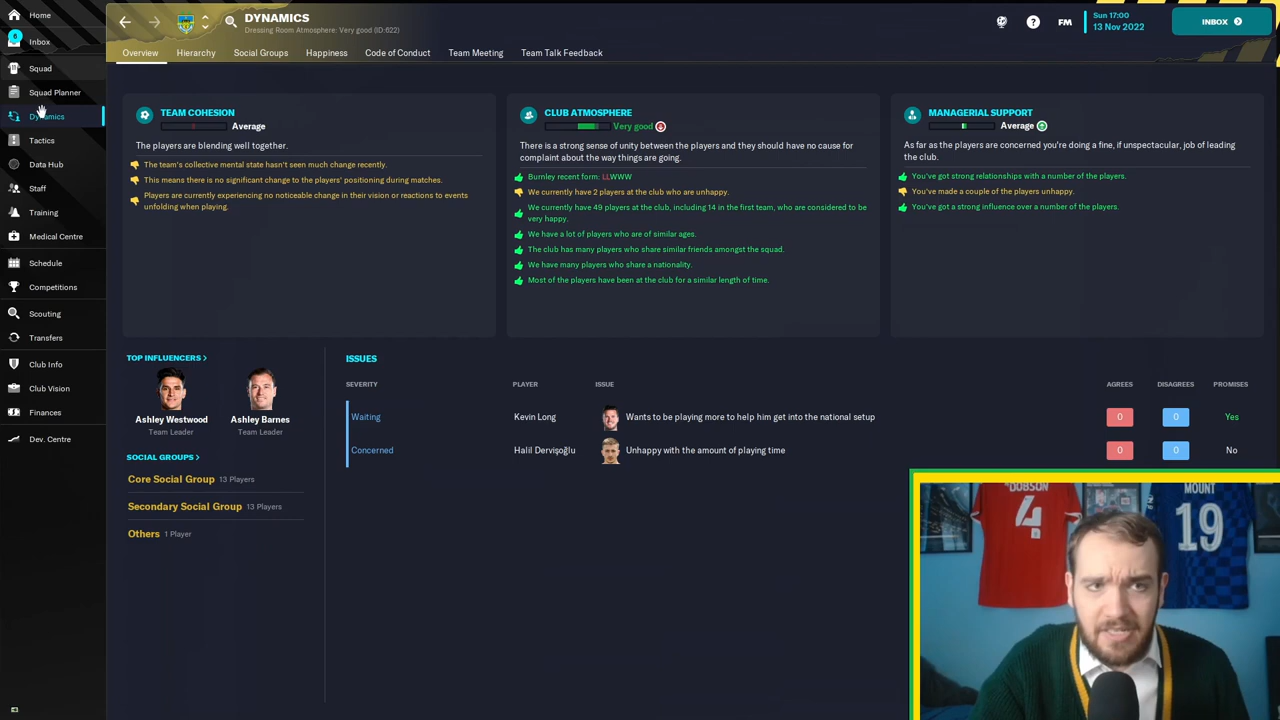 Home
6
Inbox
Squad
Squad Planner
Dynamics
Tactics
Data Hub
Staff
Training
Medical Centre
Schedule
Competitions
Scouting
Transfers
Club Info
Club Vision
Finances
Dev. Centre
DYNAMICS
Dressing Room Atmosphere: Very good (ID:622)
FM
Sun 17:00
13 Nov 2022
INBOX
Overview
Hierarchy
Social Groups
Happiness
Code of Conduct
Team Meeting
Team Talk Feedback
TEAM COHESION
Average
The players are blending well together.
The team's collective mental state hasn't seen much change recently.
This means there is no significant change to the players' positioning during matches.
Players are currently experiencing no noticeable change in their vision or reactions to events
unfolding when playing.
CLUB ATMOSPHERE
Very good
There is a strong sense of unity between the players and they should have no cause for
complaint about the way things are going.
Burnley recent form: LLWWW
We currently have 2 players at the club who are unhappy.
We currently have 49 players at the club, including 14 in the first team, who are considered to be
very happy.
We have a lot of players who are of similar ages.
The club has many players who share similar friends amongst the squad.
We have many players who share a nationality.
Most of the players have been at the club for a similar length of time.
MANAGERIAL SUPPORT
Average
As far as the players are concerned you're doing a fine, if unspectacular, job of leading
the club.
You've got strong relationships with a number of the players.
You've made a couple of the players unhappy.
You've got a strong influence over a number of the players.
TOP INFLUENCERS >
Ashley Westwood
Team Leader
Ashley Barnes
Team Leader
SOCIAL GROUPS >
Core Social Group 13 Players
Secondary Social Group 13 Players
Others 1 Player
ISSUES
SEVERITY PLAYER ISSUE AGREES DISAGREES PROMISES
Waiting Kevin Long Wants to be playing more to help him get into the national setup 0 0 Yes
Concerned Halil Dervişoğlu Unhappy with the amount of playing time 0 0 No
DOBSON
4
MOUNT
19